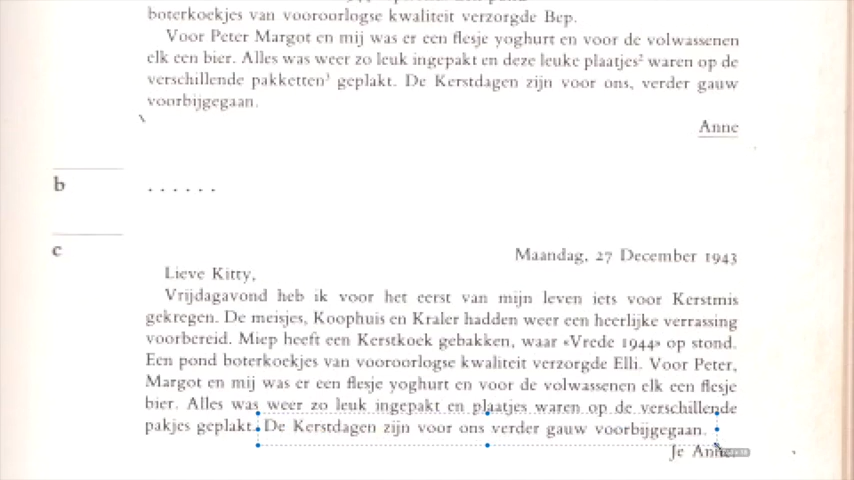 boterkoekjes van vooroorlogse kwaliteit verzorgde Bep.
Voor Peter Margot en mij was er een flesje yoghurt en voor de volwassenen
elk een bier. Alles was weer zo leuk ingepakt en deze leuke plaatjes² waren op de
verschillende pakketten³ geplakt. De Kerstdagen zijn voor ons, verder gauw
voorbijgegaan.
Anne
b
. . . . . .
c
Maandag, 27 December 1943
Lieve Kitty,
Vrijdagavond heb ik voor het eerst van mijn leven iets voor Kerstmis
gekregen. De meisjes, Koophuis en Kraler hadden weer een heerlijke verrassing
voorbereid. Miep heeft een Kerstkoek gebakken, waar «Vrede 1944» op stond.
Een pond boterkoekjes van vooroorlogse kwaliteit verzorgde Elli. Voor Peter,
Margot en mij was er een flesje yoghurt en voor de volwassenen elk een flesje
bier. Alles was weer zo leuk ingepakt en plaatjes waren op de verschillende
pakjes geplakt. De Kerstdagen zijn voor ons verder gauw voorbijgegaan.
Je Anne